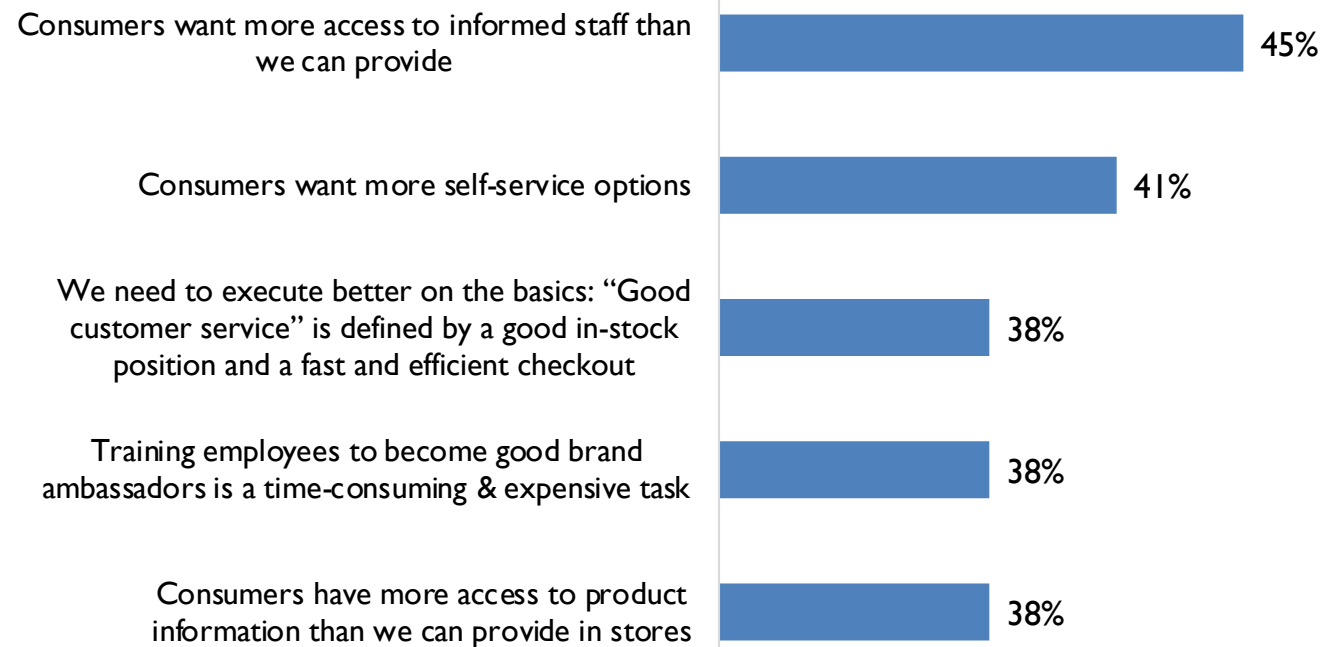 Consumers want more access to informed staff than
we can provide
45%
Consumers want more self-service options
41%
We need to execute better on the basics: “Good
customer service” is defined by a good in-stock
position and a fast and efficient checkout
38%
Training employees to become good brand
ambassadors is a time-consuming & expensive task
38%
Consumers have more access to product
information than we can provide in stores
38%